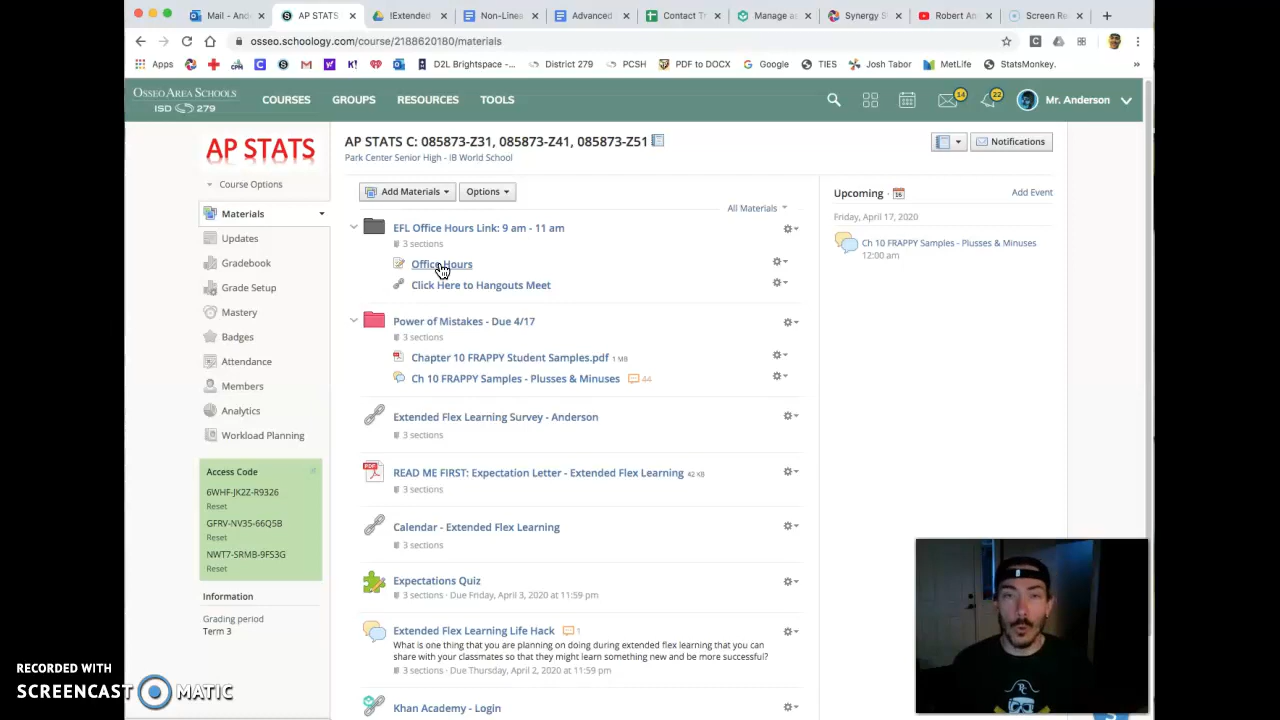 Mail - And
AP STATS
!Extended
Non-Linea
Advanced
Contact Tr
Manage as
Synergy S
Robert An
Screen Re
osseo.schoology.com/course/2188620180/materials
Apps
D2L Brightspace -...
District 279
PCSH
PDF to DOCX
Google
TIES
Josh Tabor
MetLife
StatsMonkey.
»
OSSEO AREA SCHOOLS
ISD 279
COURSES
GROUPS
RESOURCES
TOOLS
14
22
Mr. Anderson
AP STATS
AP STATS C: 085873-Z31, 085873-Z41, 085873-Z51
Park Center Senior High - IB World School
Notifications
Course Options
Materials
Updates
Gradebook
Grade Setup
Mastery
Badges
Attendance
Members
Analytics
Workload Planning
Access Code
6WHF-JK2Z-R9326
Reset
GFRV-NV35-66Q5B
Reset
NWT7-SRMB-9FS3G
Reset
Information
Grading period
Term 3
Add Materials
Options
All Materials
EFL Office Hours Link: 9 am - 11 am
3 sections
Office Hours
Click Here to Hangouts Meet
Power of Mistakes - Due 4/17
3 sections
Chapter 10 FRAPPY Student Samples.pdf 1 MB
Ch 10 FRAPPY Samples - Plusses & Minuses 44
Extended Flex Learning Survey - Anderson
3 sections
READ ME FIRST: Expectation Letter - Extended Flex Learning 42 KB
3 sections
Calendar - Extended Flex Learning
3 sections
Expectations Quiz
3 sections · Due Friday, April 3, 2020 at 11:59 pm
Extended Flex Learning Life Hack 1
What is one thing that you are planning on doing during extended flex learning that you can
share with your classmates so that they might learn something new and be more successful?
3 sections · Due Thursday, April 2, 2020 at 11:59 pm
Khan Academy - Login
Upcoming
Add Event
Friday, April 17, 2020
Ch 10 FRAPPY Samples - Plusses & Minuses
12:00 am
RECORDED WITH
SCREENCAST MATIC